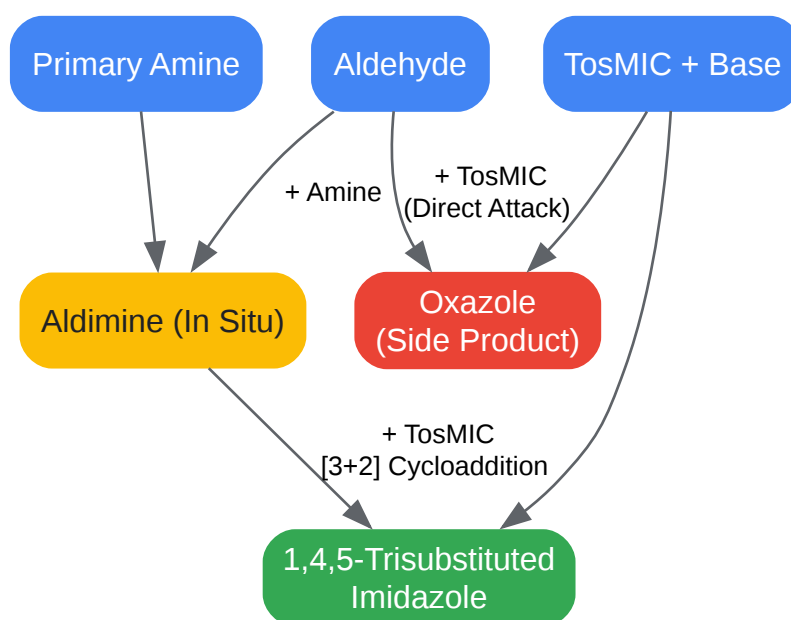 Primary Amine
Aldehyde
TosMIC + Base
+ Amine
+ TosMIC
(Direct Attack)
Aldimine (In Situ)
Oxazole
(Side Product)
+ TosMIC
[3+2] Cycloaddition
1,4,5-Trisubstituted
Imidazole